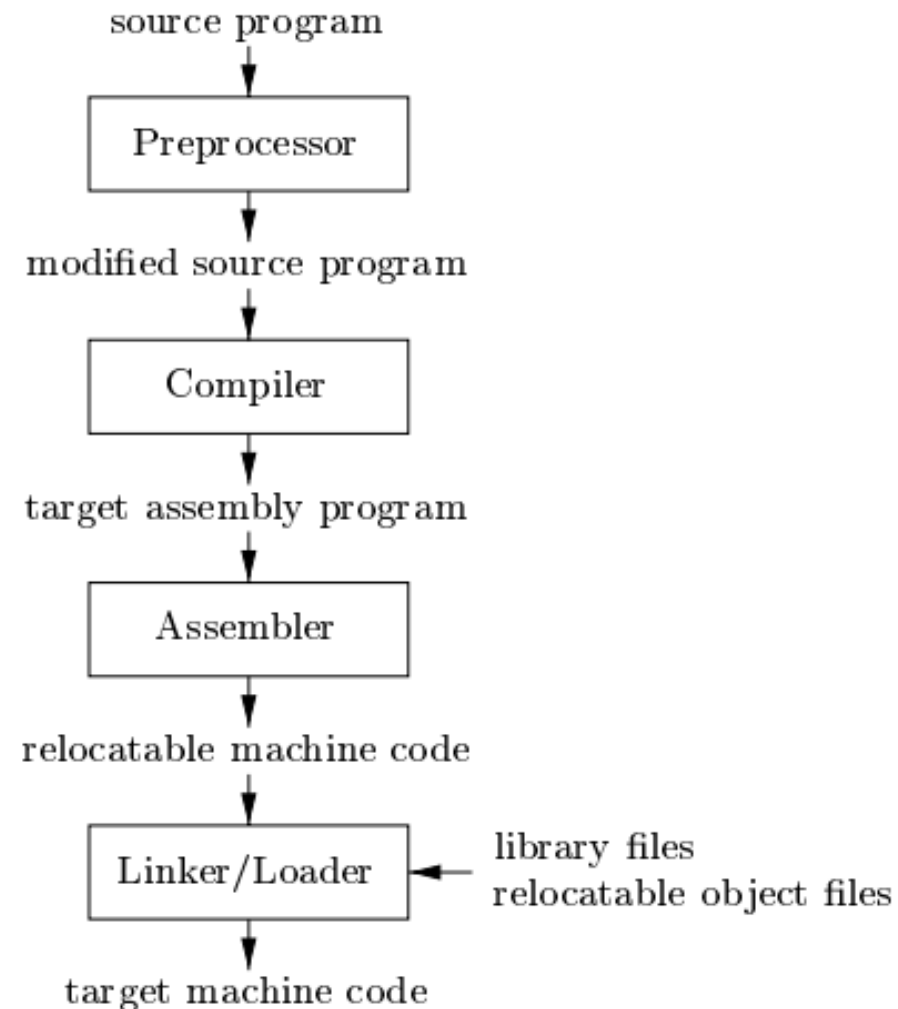 source program
Preprocessor
modified source program
Compiler
target assembly program
Assembler
relocatable machine code
Linker/Loader
library files
relocatable object files
target machine code